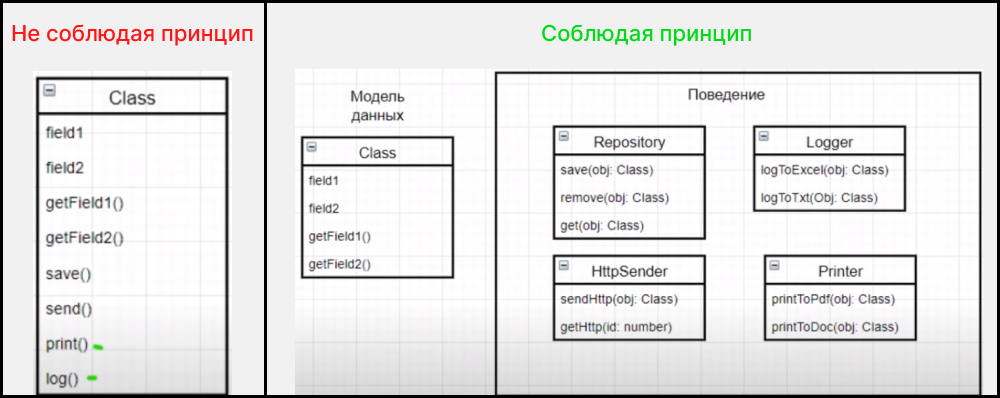 Не соблюдая принцип
Class
field1
field2
getField1()
getField2()
save()
send()
print()
log()
Соблюдая принцип
Модель
данных
Class
field1
field2
getField1()
getField2()
Поведение
Repository
save(obj: Class)
remove(obj: Class)
get(obj: Class)
Logger
logToExcel(obj: Class)
logToTxt(Obj: Class)
HttpSender
sendHttp(obj: Class)
getHttp(id: number)
Printer
printToPdf(obj: Class)
printToDoc(obj: Class)